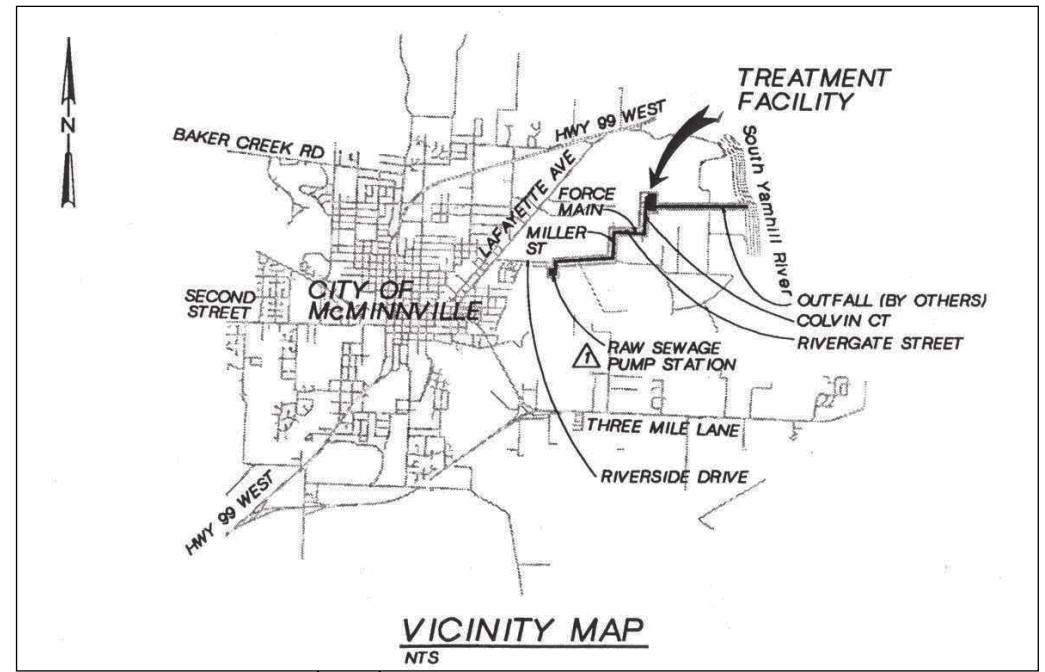 N
TREATMENT
FACILITY
HWY 99 WEST
BAKER CREEK RD
South Yamhill River
LAFAYETTE AVE
FORCE
MAIN
MILLER
ST
SECOND
STREET
CITY OF
McMINNVILLE
OUTFALL (BY OTHERS)
COLVIN CT
RIVERGATE STREET
RAW SEWAGE
PUMP STATION
1
THREE MILE LANE
RIVERSIDE DRIVE
HWY 99 WEST
VICINITY MAP
NTS